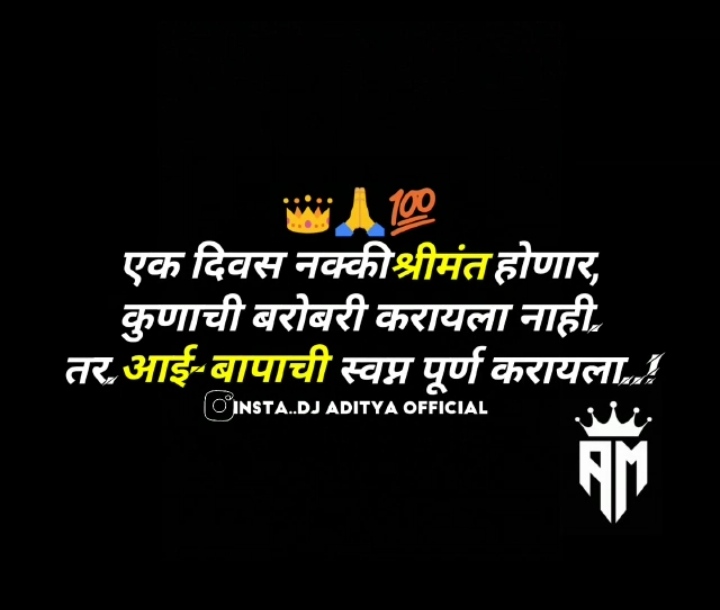 एक दिवस नक्की श्रीमंत होणार,
कुणाची बरोबरी करायला नाही..
तर.. आई-बापाची स्वप्न पूर्ण करायला...!
INSTA..DJ ADITYA OFFICIAL
AM